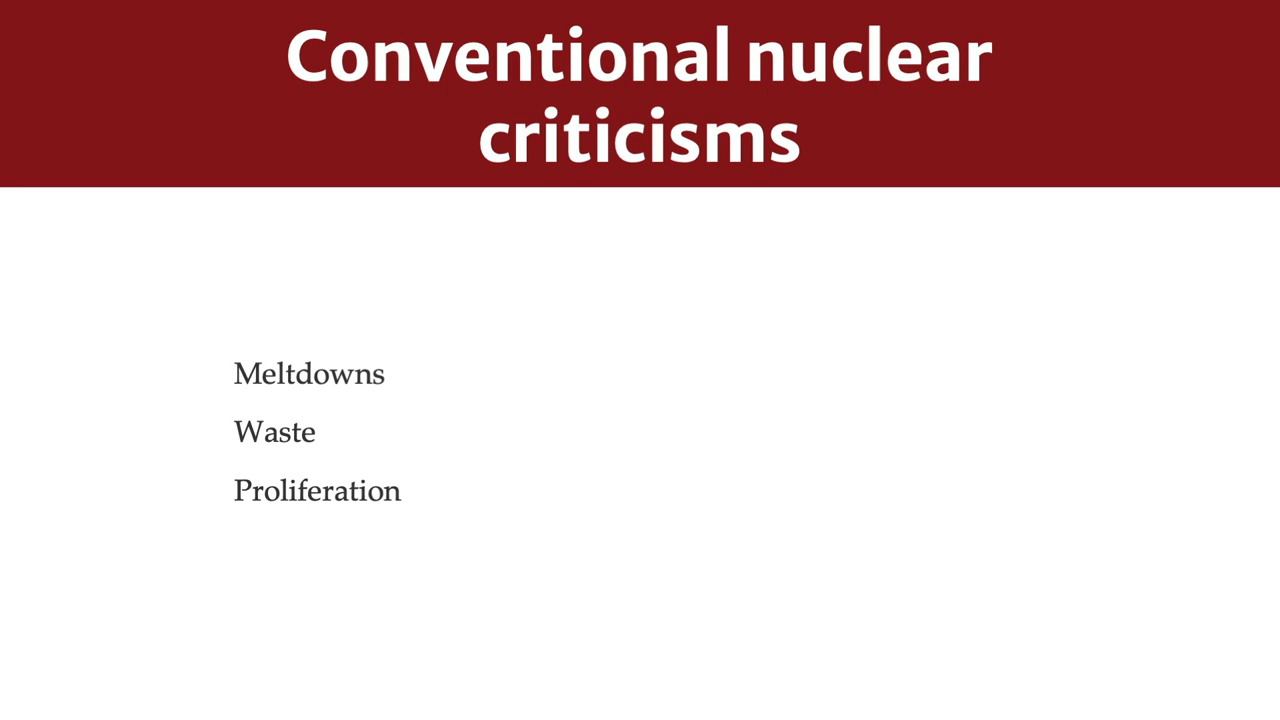 Conventional nuclear
criticisms
Meltdowns
Waste
Proliferation